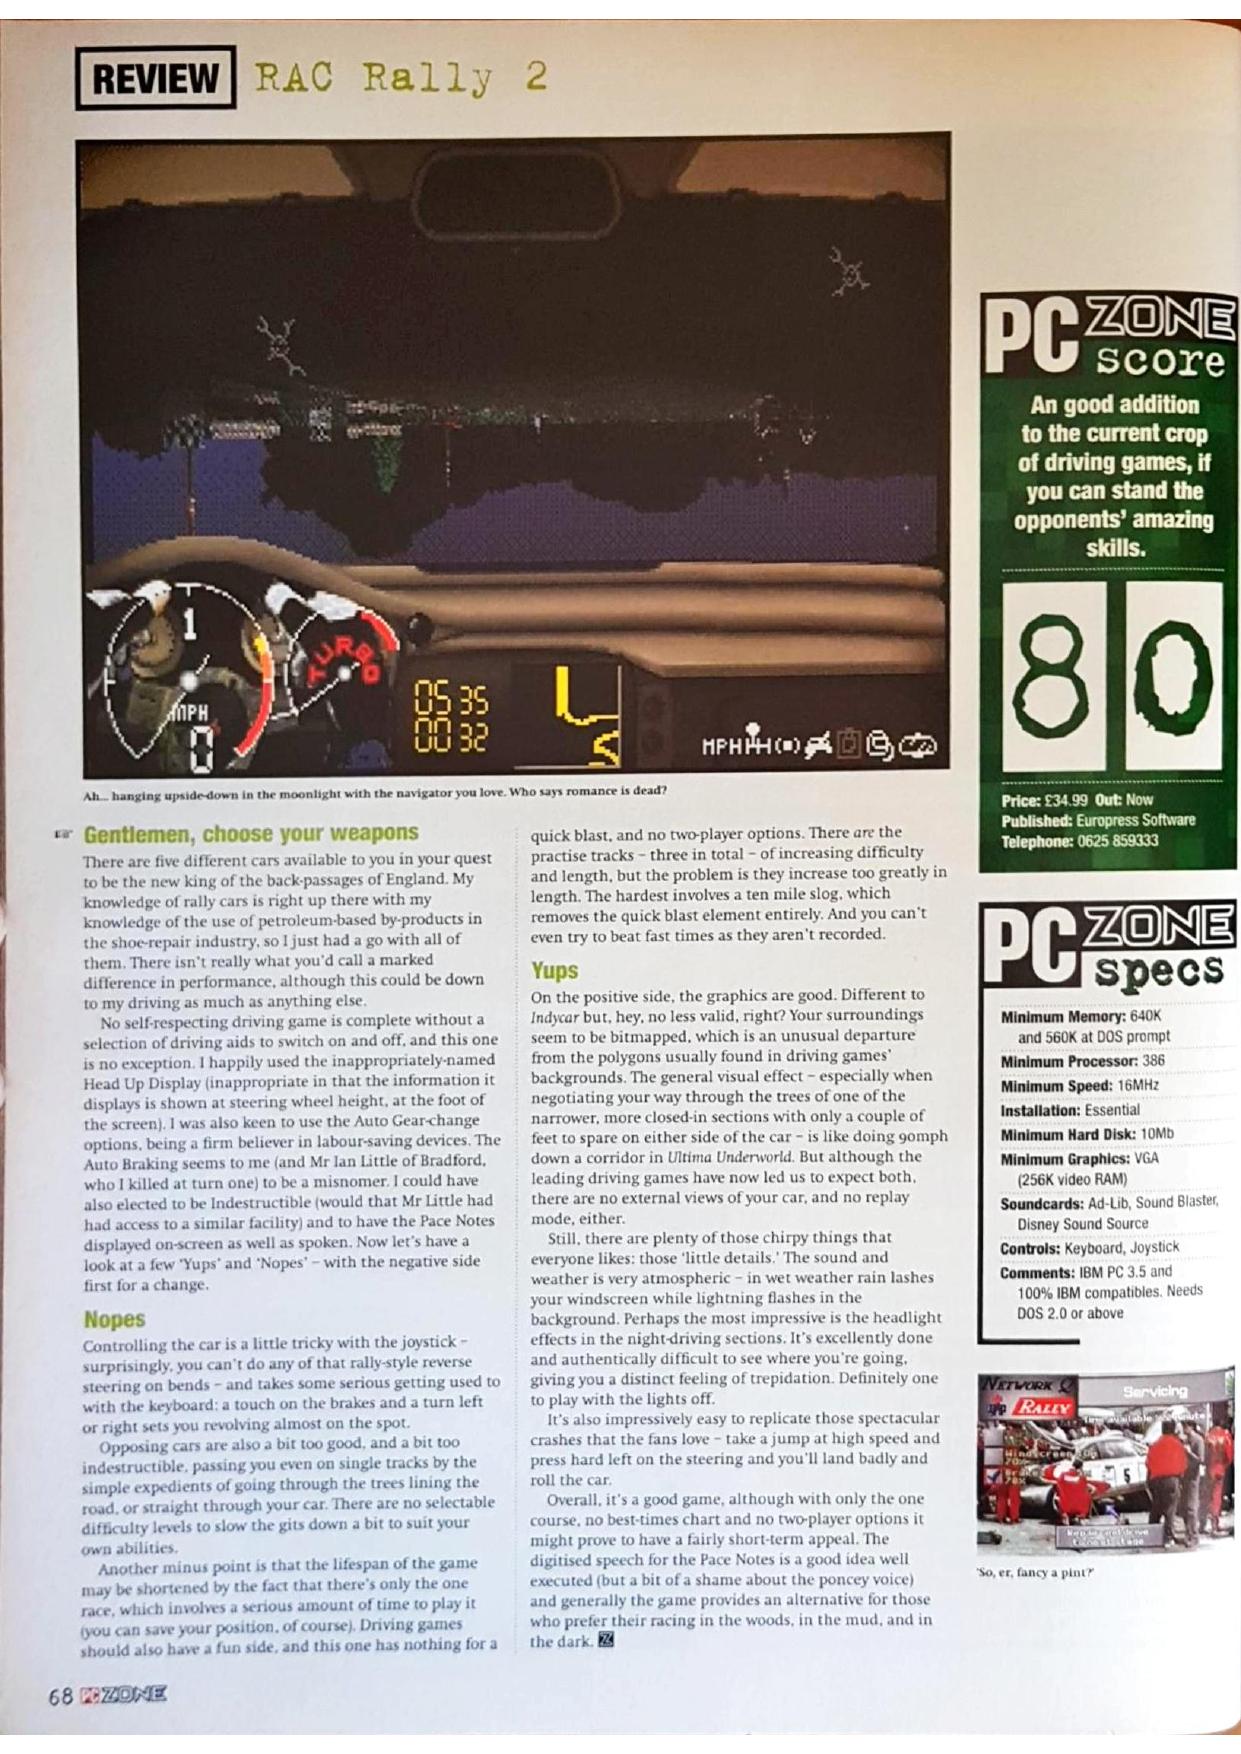 REVIEW
RAC Rally 2
1
TURBO
MPH
0
05 35
00 32
MPH
Ah... hanging upside-down in the moonlight with the navigator you love. Who says romance is dead?
Gentlemen, choose your weapons
There are five different cars available to you in your quest
to be the new king of the back-passages of England. My
knowledge of rally cars is right up there with my
knowledge of the use of petroleum-based by-products in
the shoe-repair industry, so I just had a go with all of
them. There isn't really what you'd call a marked
difference in performance, although this could be down
to my driving as much as anything else.
No self-respecting driving game is complete without a
selection of driving aids to switch on and off, and this one
is no exception. I happily used the inappropriately-named
Head Up Display (inappropriate in that the information it
displays is shown at steering wheel height, at the foot of
the screen). I was also keen to use the Auto Gear-change
options, being a firm believer in labour-saving devices. The
Auto Braking seems to me (and Mr Ian Little of Bradford,
who I killed at turn one) to be a misnomer. I could have
also elected to be Indestructible (would that Mr Little had
had access to a similar facility) and to have the Pace Notes
displayed on-screen as well as spoken. Now let's have a
look at a few 'Yups' and 'Nopes' – with the negative side
first for a change.
Nopes
Controlling the car is a little tricky with the joystick –
surprisingly, you can't do any of that rally-style reverse
steering on bends – and takes some serious getting used to
with the keyboard: a touch on the brakes and a turn left
or right sets you revolving almost on the spot.
Opposing cars are also a bit too good, and a bit too
indestructible, passing you even on single tracks by the
simple expedients of going through the trees lining the
road, or straight through your car. There are no selectable
difficulty levels to slow the gits down a bit to suit your
own abilities.
Another minus point is that the lifespan of the game
may be shortened by the fact that there's only the one
race, which involves a serious amount of time to play it
(you can save your position, of course). Driving games
should also have a fun side, and this one has nothing for a
quick blast, and no two-player options. There are the
practise tracks – three in total – of increasing difficulty
and length, but the problem is they increase too greatly in
length. The hardest involves a ten mile slog, which
removes the quick blast element entirely. And you can't
even try to beat fast times as they aren't recorded.
Yups
On the positive side, the graphics are good. Different to
Indycar but, hey, no less valid, right? Your surroundings
seem to be bitmapped, which is an unusual departure
from the polygons usually found in driving games'
backgrounds. The general visual effect – especially when
negotiating your way through the trees of one of the
narrower, more closed-in sections with only a couple of
feet to spare on either side of the car – is like doing 90mph
down a corridor in Ultima Underworld. But although the
leading driving games have now led us to expect both,
there are no external views of your car, and no replay
mode, either.
Still, there are plenty of those chirpy things that
everyone likes: those 'little details.' The sound and
weather is very atmospheric – in wet weather rain lashes
your windscreen while lightning flashes in the
background. Perhaps the most impressive is the headlight
effects in the night-driving sections. It's excellently done
and authentically difficult to see where you're going,
giving you a distinct feeling of trepidation. Definitely one
to play with the lights off.
It's also impressively easy to replicate those spectacular
crashes that the fans love – take a jump at high speed and
press hard left on the steering and you'll land badly and
roll the car.
Overall, it's a good game, although with only the one
course, no best-times chart and no two-player options it
might prove to have a fairly short-term appeal. The
digitised speech for the Pace Notes is a good idea well
executed (but a bit of a shame about the poncey voice)
and generally the game provides an alternative for those
who prefer their racing in the woods, in the mud, and in
the dark. Z
PC ZONE
score
An good addition
to the current crop
of driving games, if
you can stand the
opponents' amazing
skills.
80
Price: £34.99 Out: Now
Published: Europress Software
Telephone: 0625 859333
PC ZONE
specs
Minimum Memory: 640K
and 560K at DOS prompt
Minimum Processor: 386
Minimum Speed: 16MHz
Installation: Essential
Minimum Hard Disk: 10Mb
Minimum Graphics: VGA
(256K video RAM)
Soundcards: Ad-Lib, Sound Blaster,
Disney Sound Source
Controls: Keyboard, Joystick
Comments: IBM PC 3.5 and
100% IBM compatibles. Needs
DOS 2.0 or above
NETWORK Q
RALLY
Servicing
Windscreen
5
'So, er, fancy a pint?'
68 PC ZONE